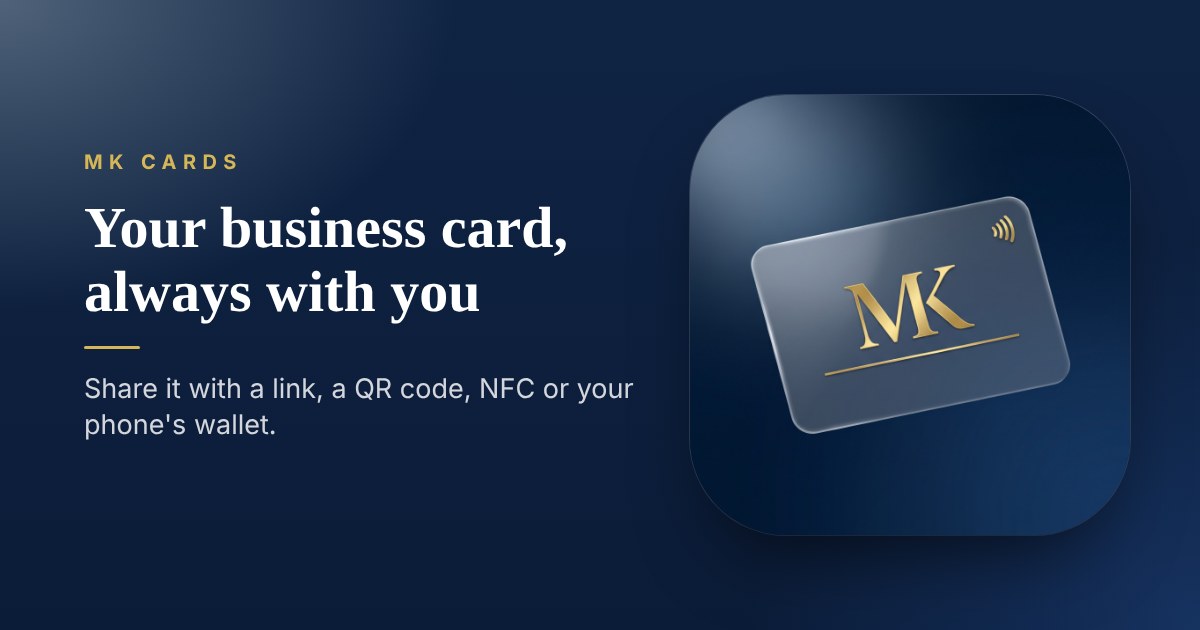 MK CARDS
Your business card,
always with you
Share it with a link, a QR code, NFC or your
phone's wallet.
MK